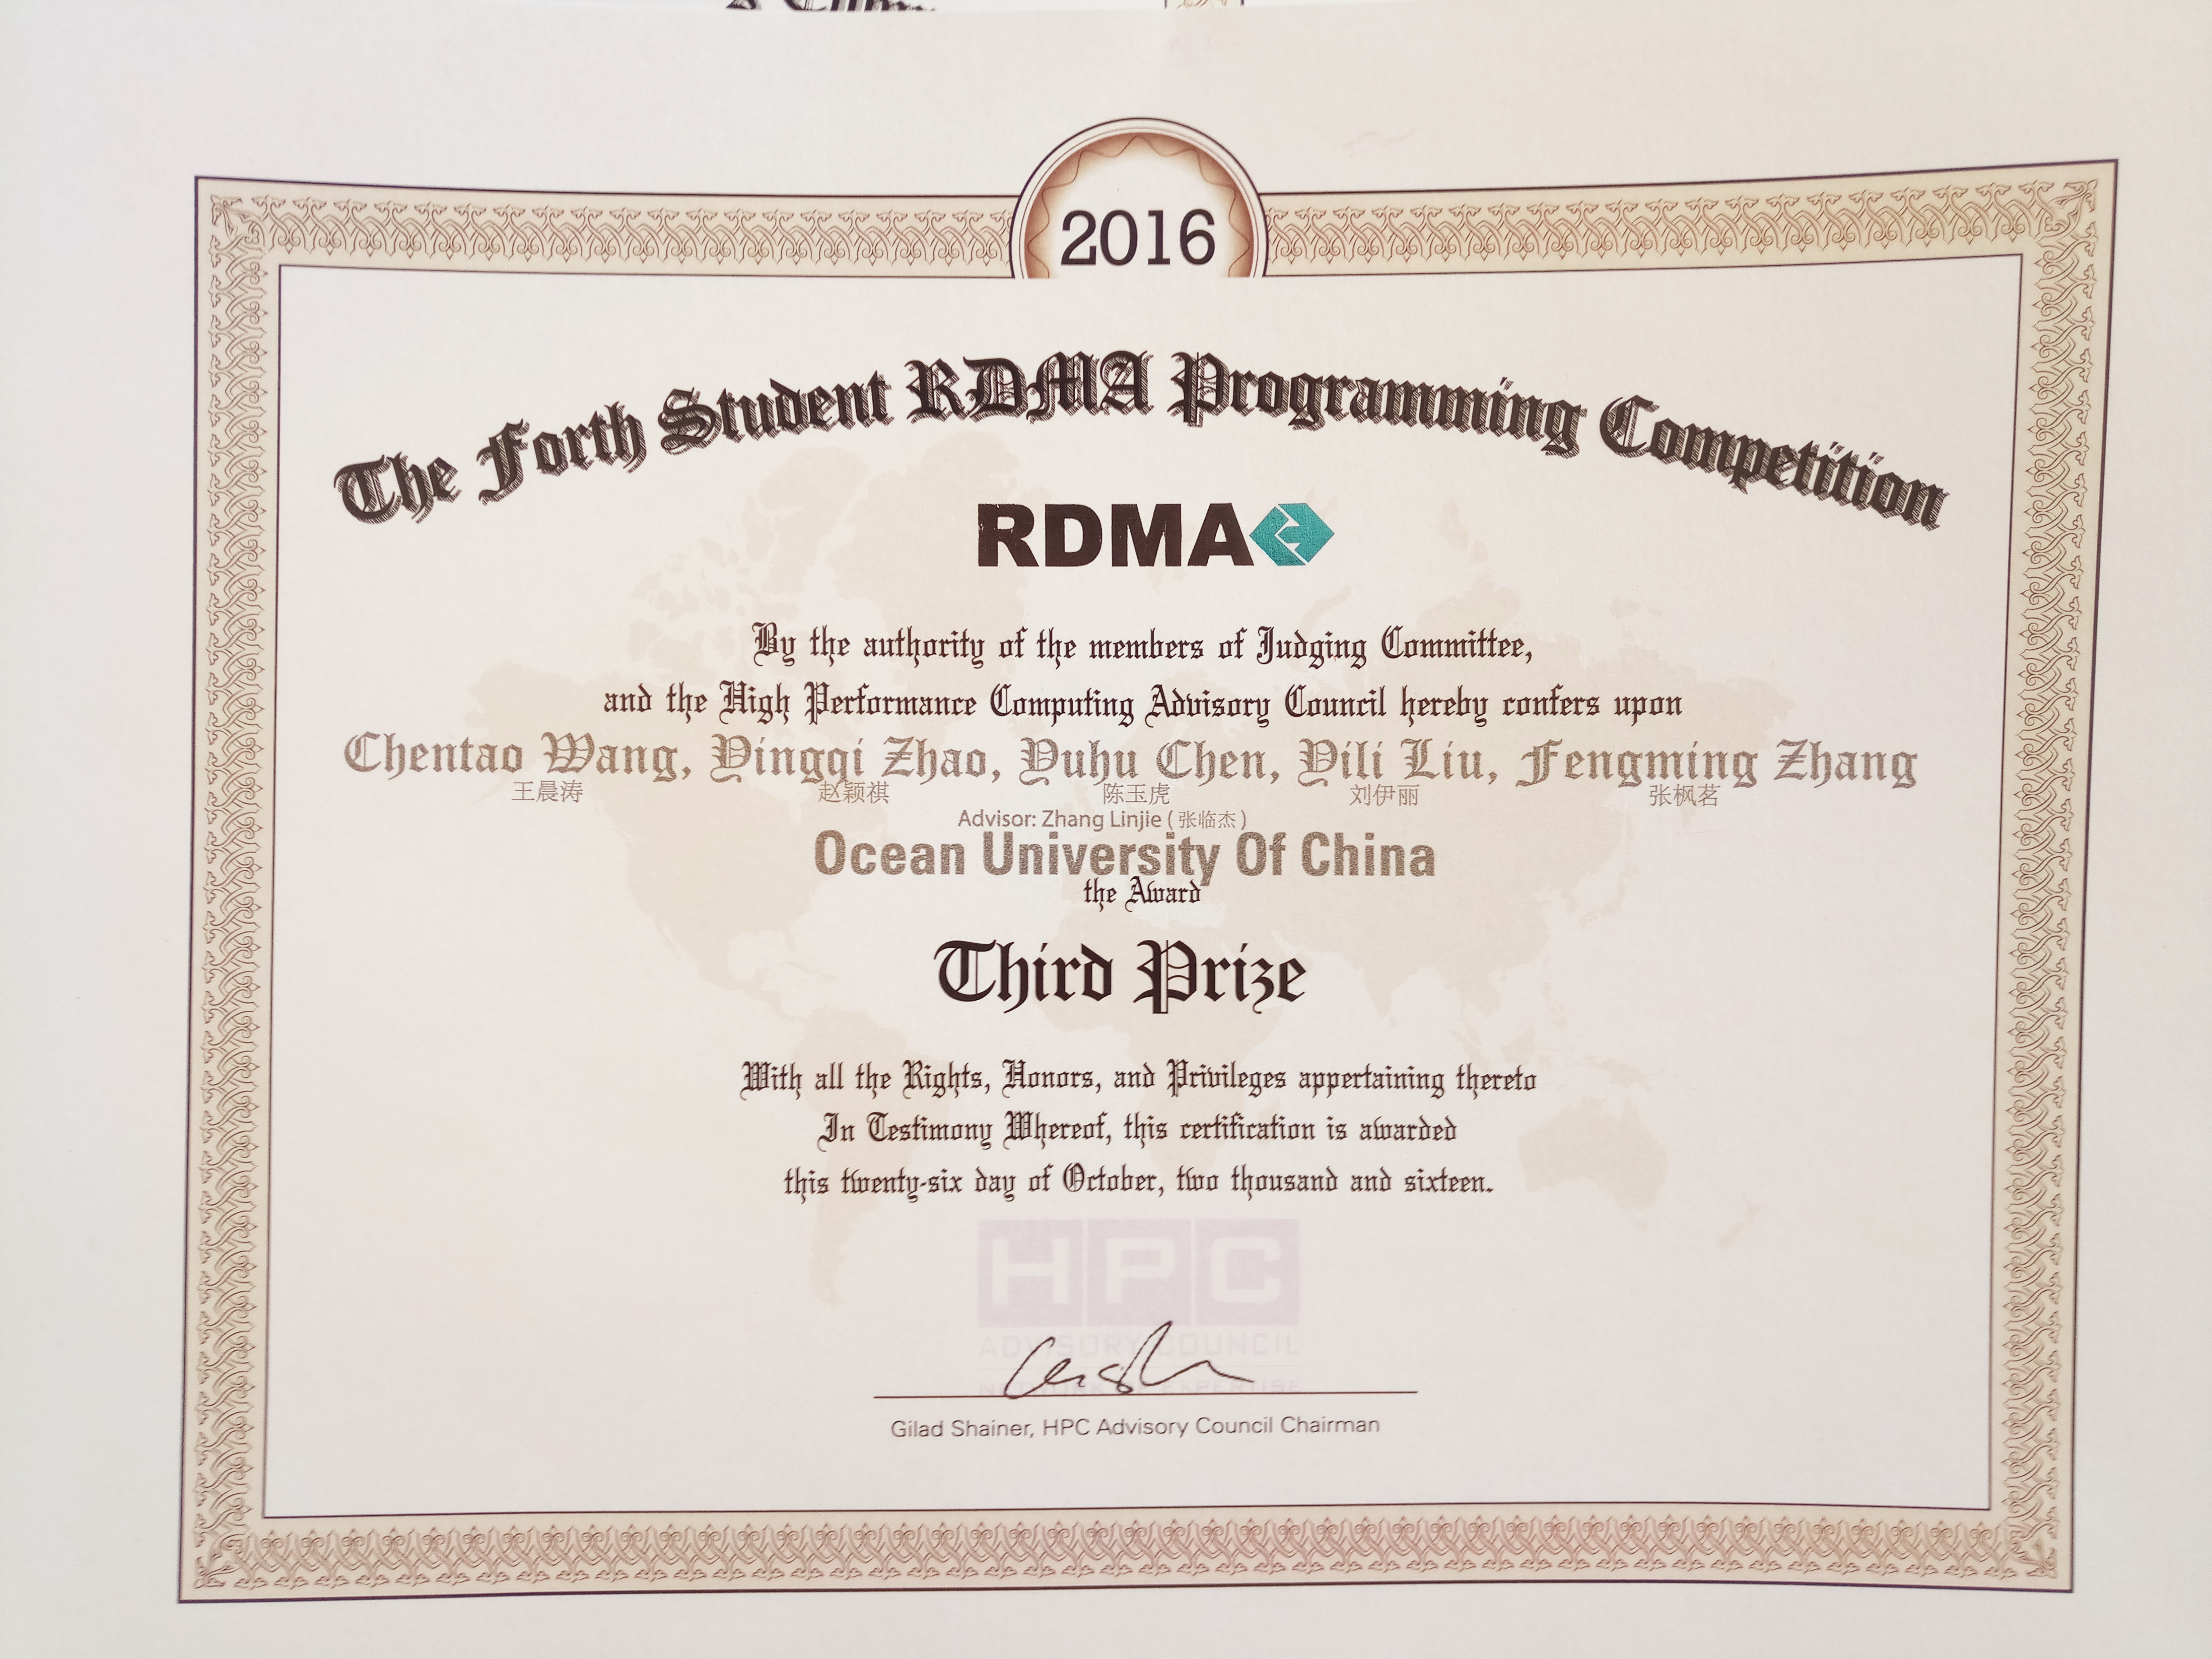 2016
The Forth Student RDMA Programming Competition
RDMA
By the authority of the members of Judging Committee,
and the High Performance Computing Advisory Council hereby confers upon
Chentao Wang, Yingqi Zhao, Yuhu Chen, Yili Liu, Fengming Zhang
王晨涛 赵颖祺 陈玉虎 刘伊丽 张枫茗
Advisor: Zhang Linjie ( 张临杰 )
Ocean University Of China
the Award
Third Prize
With all the Rights, Honors, and Privileges appertaining thereto
In Testimony Whereof, this certification is awarded
this twenty-six day of October, two thousand and sixteen.
HPC
ADVISORY COUNCIL
NETWORK OF EXPERTISE
Gilad Shainer, HPC Advisory Council Chairman